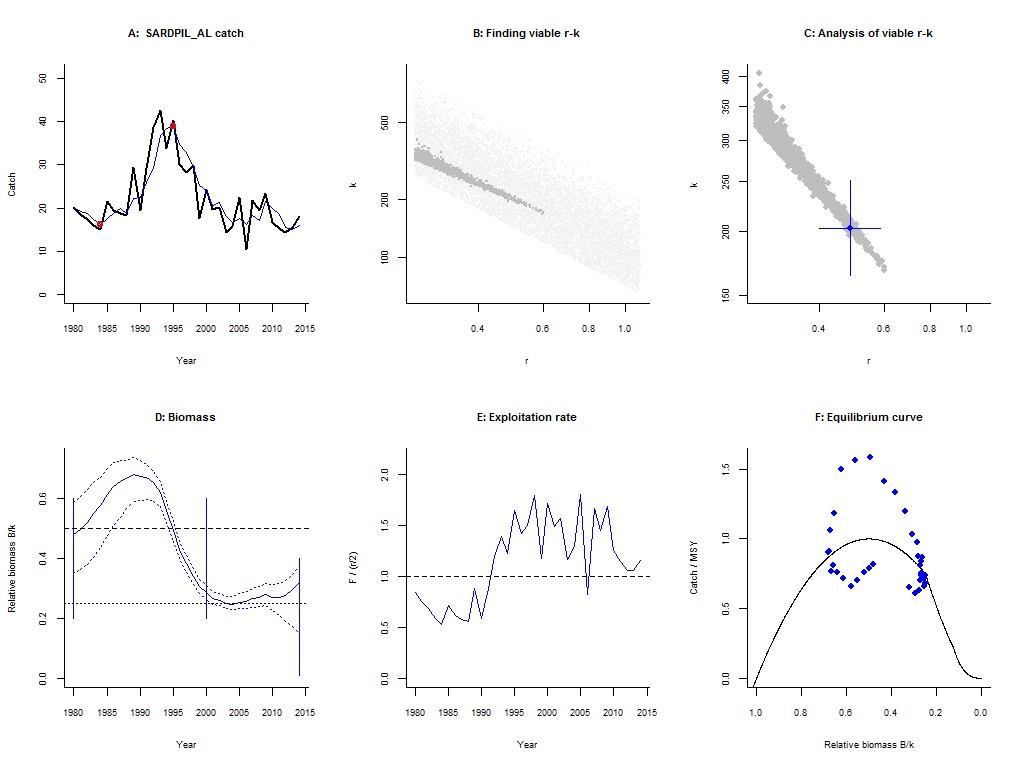 A: SARDPIL_AL catch
50
40
30
20
10
0
Catch
1980 1985 1990 1995 2000 2005 2010 2015
Year
B: Finding viable r-k
500
200
100
k
0.4 0.6 0.8 1.0
r
C: Analysis of viable r-k
400
350
300
250
200
150
k
0.4 0.6 0.8 1.0
r
D: Biomass
0.6
0.4
0.2
0.0
Relative biomass B/k
1980 1985 1990 1995 2000 2005 2010 2015
Year
E: Exploitation rate
2.0
1.5
1.0
0.5
0.0
F / (r/2)
1980 1985 1990 1995 2000 2005 2010 2015
Year
F: Equilibrium curve
1.5
1.0
0.5
0.0
Catch / MSY
1.0 0.8 0.6 0.4 0.2 0.0
Relative biomass B/k